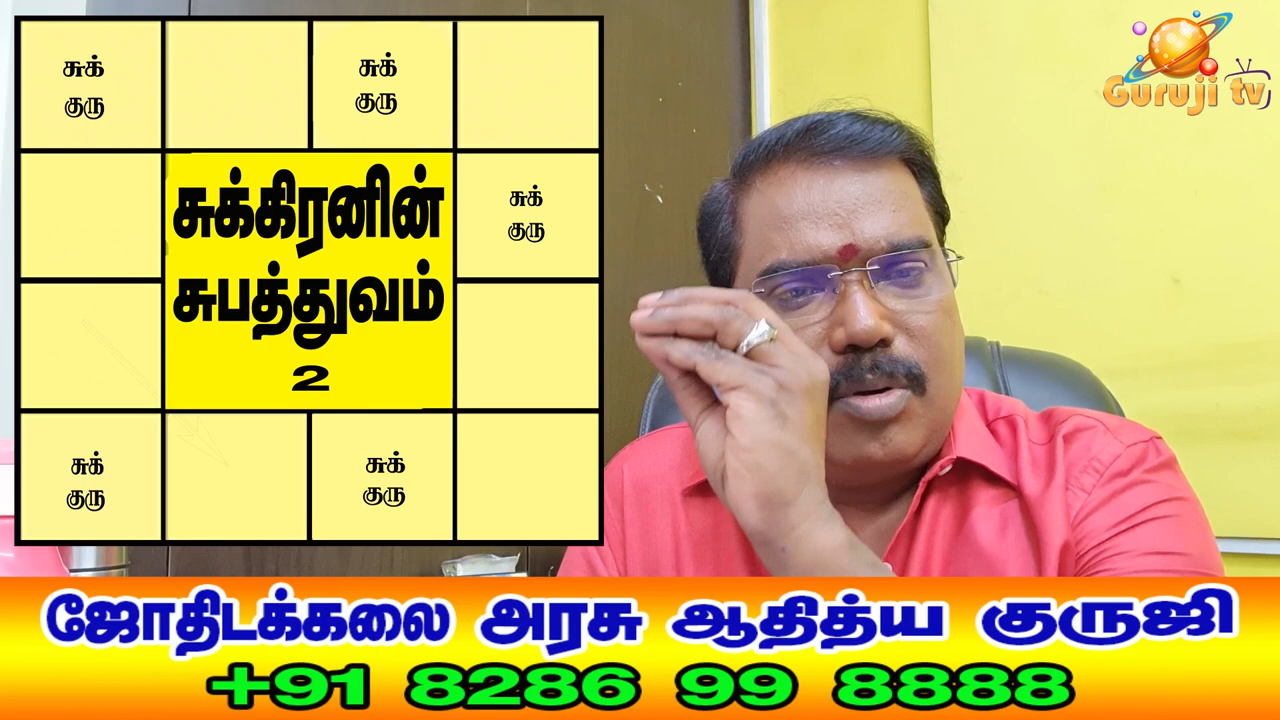 சுக்
குரு
சுக்
குரு
Guruji tv
சுக்கிரனின்
சுபத்துவம்
2
சுக்
குரு
சுக்
குரு
சுக்
குரு
ஜோதிடக்கலை அரசு ஆதித்ய குருஜி
+91 8286 99 8888